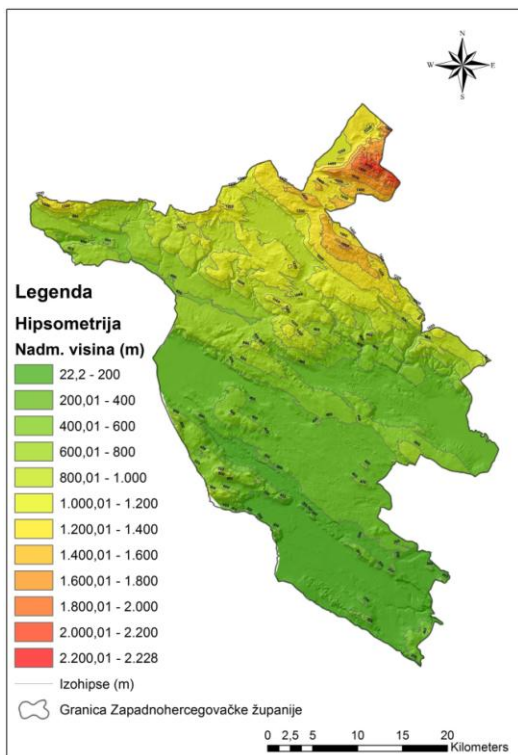 N
W
E
S
Legenda
Hipsometrija
Nadm. visina (m)
22,2 - 200
200,01 - 400
400,01 - 600
600,01 - 800
800,01 - 1.000
1.000,01 - 1.200
1.200,01 - 1.400
1.400,01 - 1.600
1.600,01 - 1.800
1.800,01 - 2.000
2.000,01 - 2.200
2.200,01 - 2.228
Izohipse (m)
Granica Zapadnohercegovačke županije
0 2,5 5 10 15 20
Kilometers